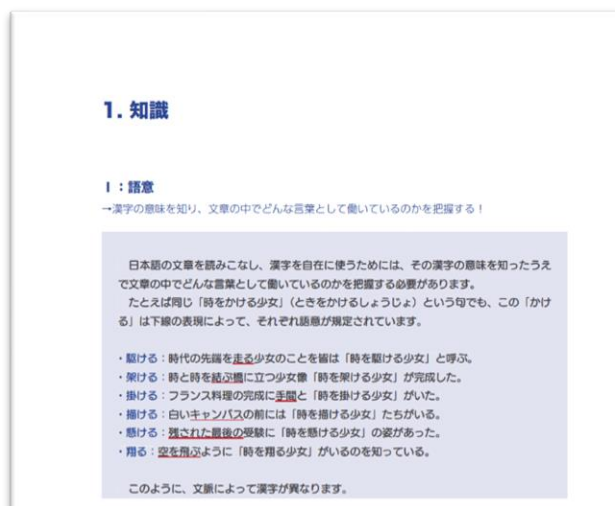 1. 知識
Ⅰ：語意
→漢字の意味を知り、文章の中でどんな言葉として働いているのかを把握する！
日本語の文章を読みこなし、漢字を自在に使うためには、その漢字の意味を知ったうえ
で文章の中でどんな言葉として働いているのかを把握する必要があります。
たとえば同じ「時をかける少女」（ときをかけるしょうじょ）という句でも、この「かけ
る」は下線の表現によって、それぞれ語意が規定されています。
・駆ける：時代の先端を走る少女のことを皆は「時を駆ける少女」と呼ぶ。
・架ける：時と時を結ぶ橋に立つ少女像「時を架ける少女」が完成した。
・掛ける：フランス料理の完成に手間と「時を掛ける少女」がいた。
・描ける：白いキャンパスの前には「時を描ける少女」たちがいる。
・懸ける：残された最後の受験に「時を懸ける少女」の姿があった。
・翔る：空を飛ぶように「時を翔る少女」がいるのを知っている。
このように、文脈によって漢字が異なります。